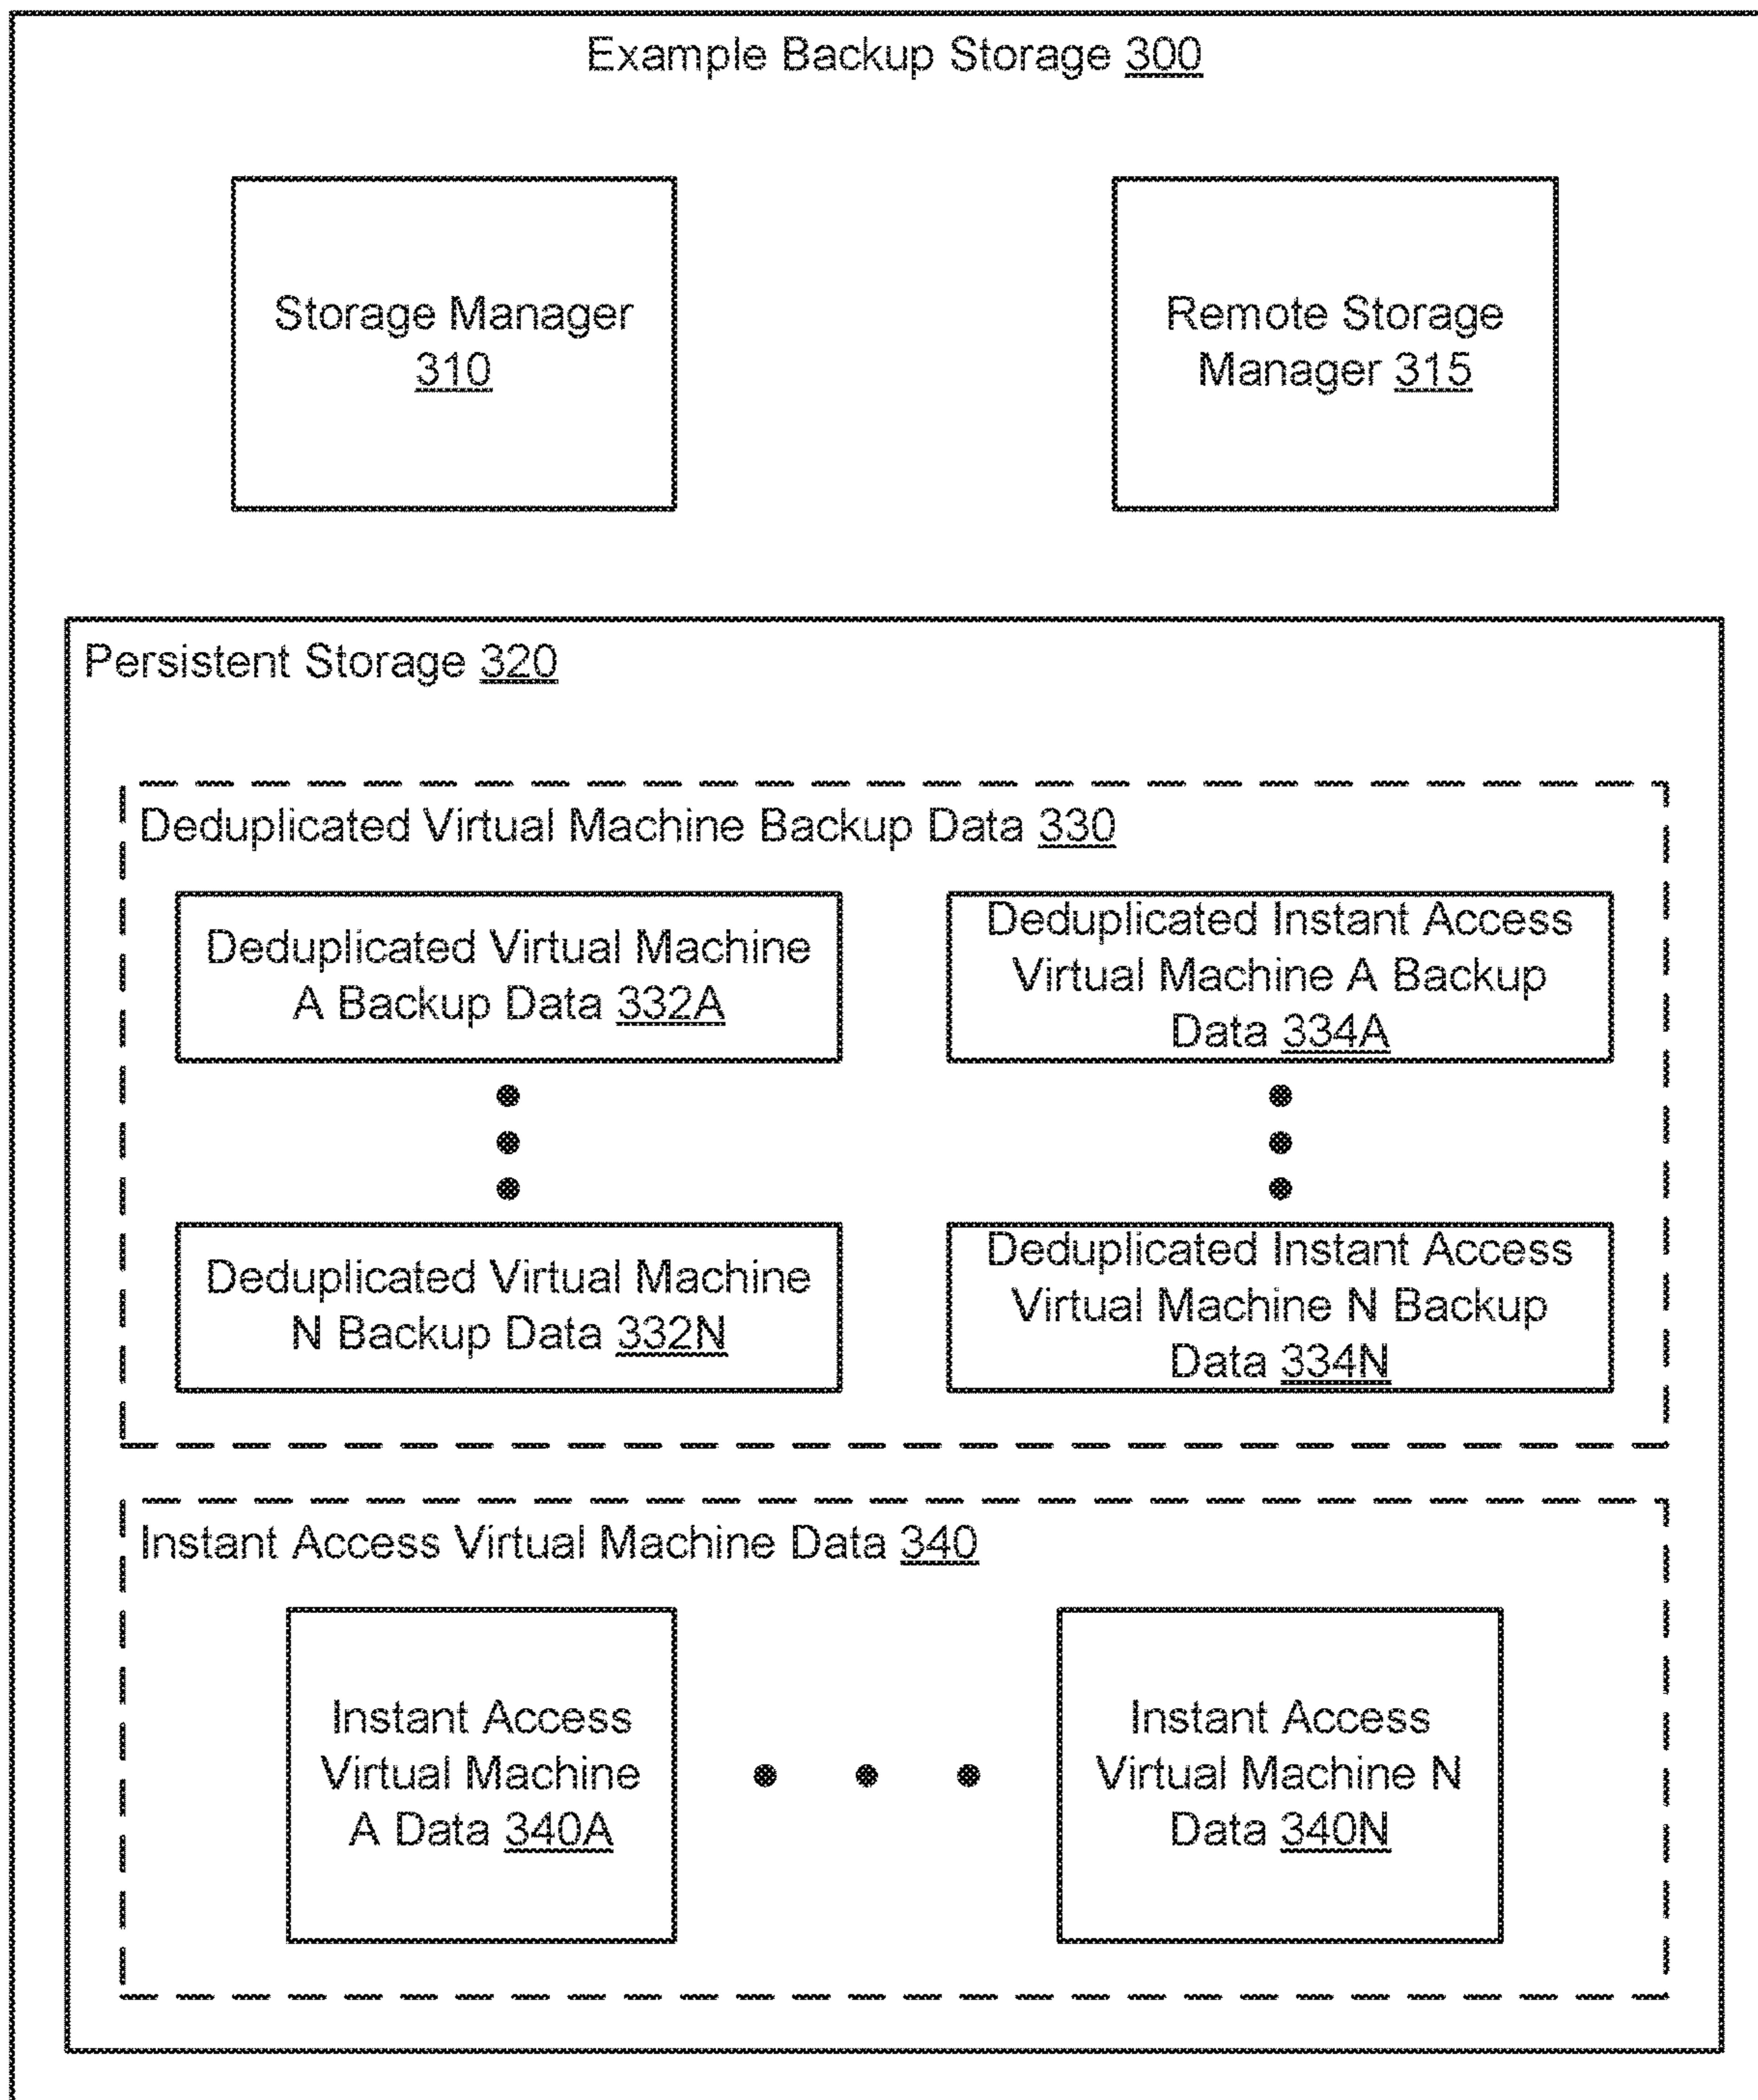 Example Backup Storage 300
Storage Manager
310
Remote Storage
Manager 315
Persistent Storage 320
Deduplicated Virtual Machine Backup Data 330
Deduplicated Virtual Machine
A Backup Data 332A
Deduplicated Instant Access
Virtual Machine A Backup
Data 334A
Deduplicated Virtual Machine
N Backup Data 332N
Deduplicated Instant Access
Virtual Machine N Backup
Data 334N
Instant Access Virtual Machine Data 340
Instant Access
Virtual Machine
A Data 340A
Instant Access
Virtual Machine N
Data 340N